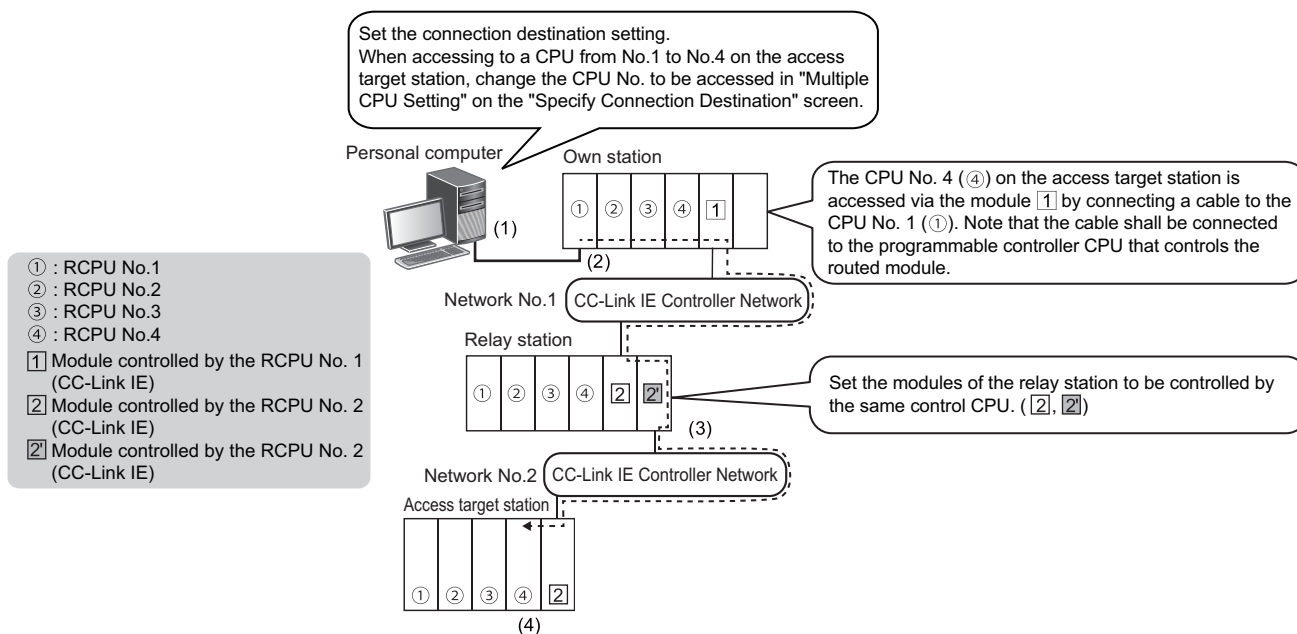 Set the connection destination setting.
When accessing to a CPU from No.1 to No.4 on the access
target station, change the CPU No. to be accessed in "Multiple
CPU Setting" on the "Specify Connection Destination" screen.
Personal computer
Own station
① ② ③ ④ 1
(1)
(2)
The CPU No. 4 (④) on the access target station is
accessed via the module 1 by connecting a cable to the
CPU No. 1 (①). Note that the cable shall be connected
to the programmable controller CPU that controls the
routed module.
① : RCPU No.1
② : RCPU No.2
③ : RCPU No.3
④ : RCPU No.4
1 Module controlled by the RCPU No. 1
(CC-Link IE)
2 Module controlled by the RCPU No. 2
(CC-Link IE)
2' Module controlled by the RCPU No. 2
(CC-Link IE)
Network No.1
CC-Link IE Controller Network
Relay station
① ② ③ ④ 2 2'
(3)
Set the modules of the relay station to be controlled by
the same control CPU. ( 2, 2')
Network No.2
CC-Link IE Controller Network
Access target station
① ② ③ ④ 2
(4)